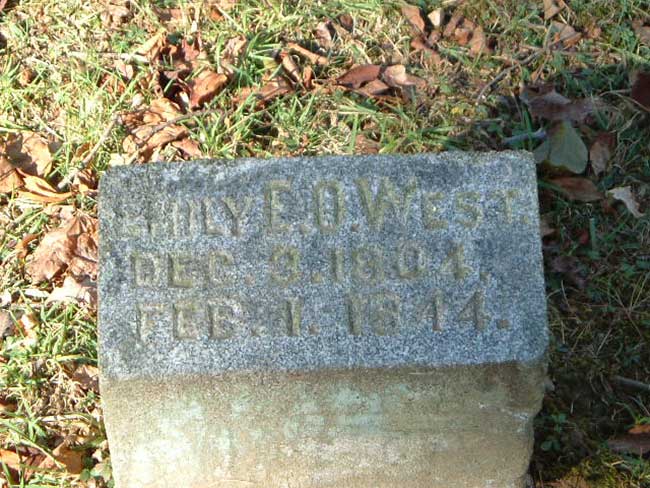 EMILY E.O. WEST.
DEC. 9. 1804.
FEB. 1. 1844.